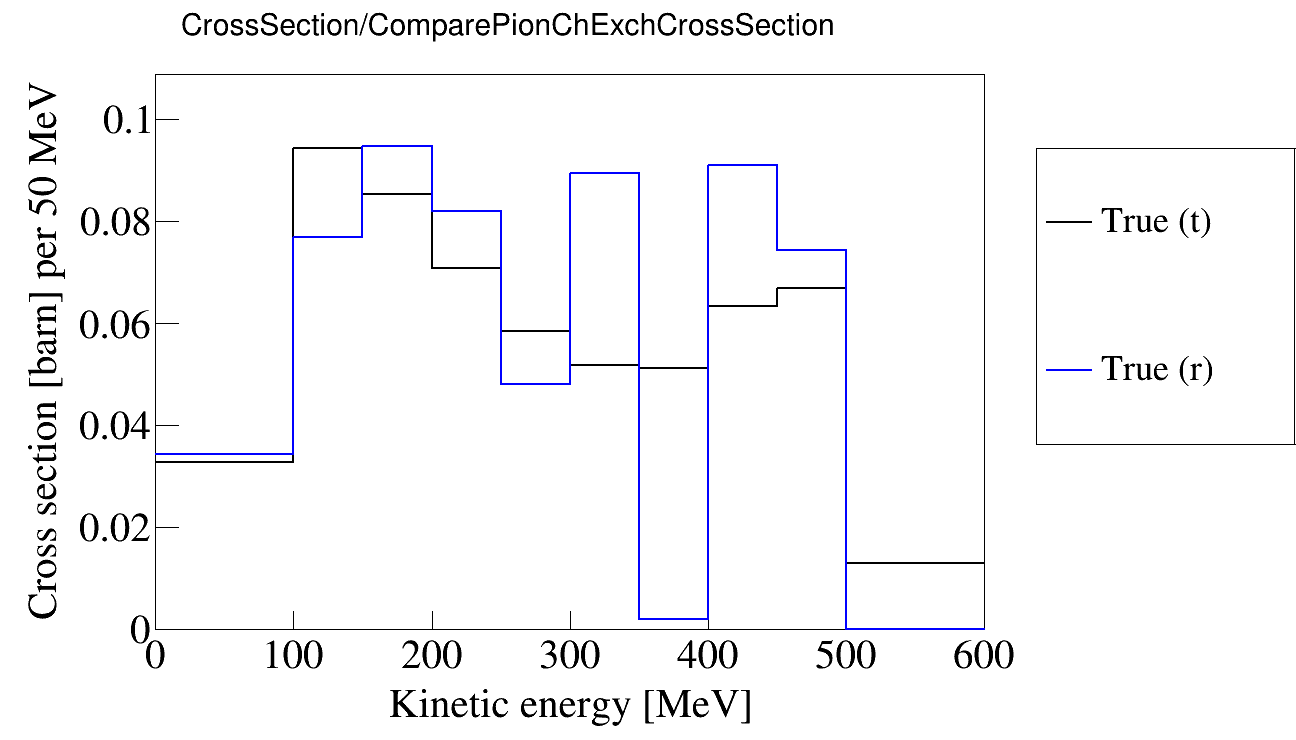 CrossSection/ComparePionChExchCrossSection
Cross section [barn] per 50 MeV
0.1
0.08
0.06
0.04
0.02
0
0 100 200 300 400 500 600
Kinetic energy [MeV]
True (t)
True (r)